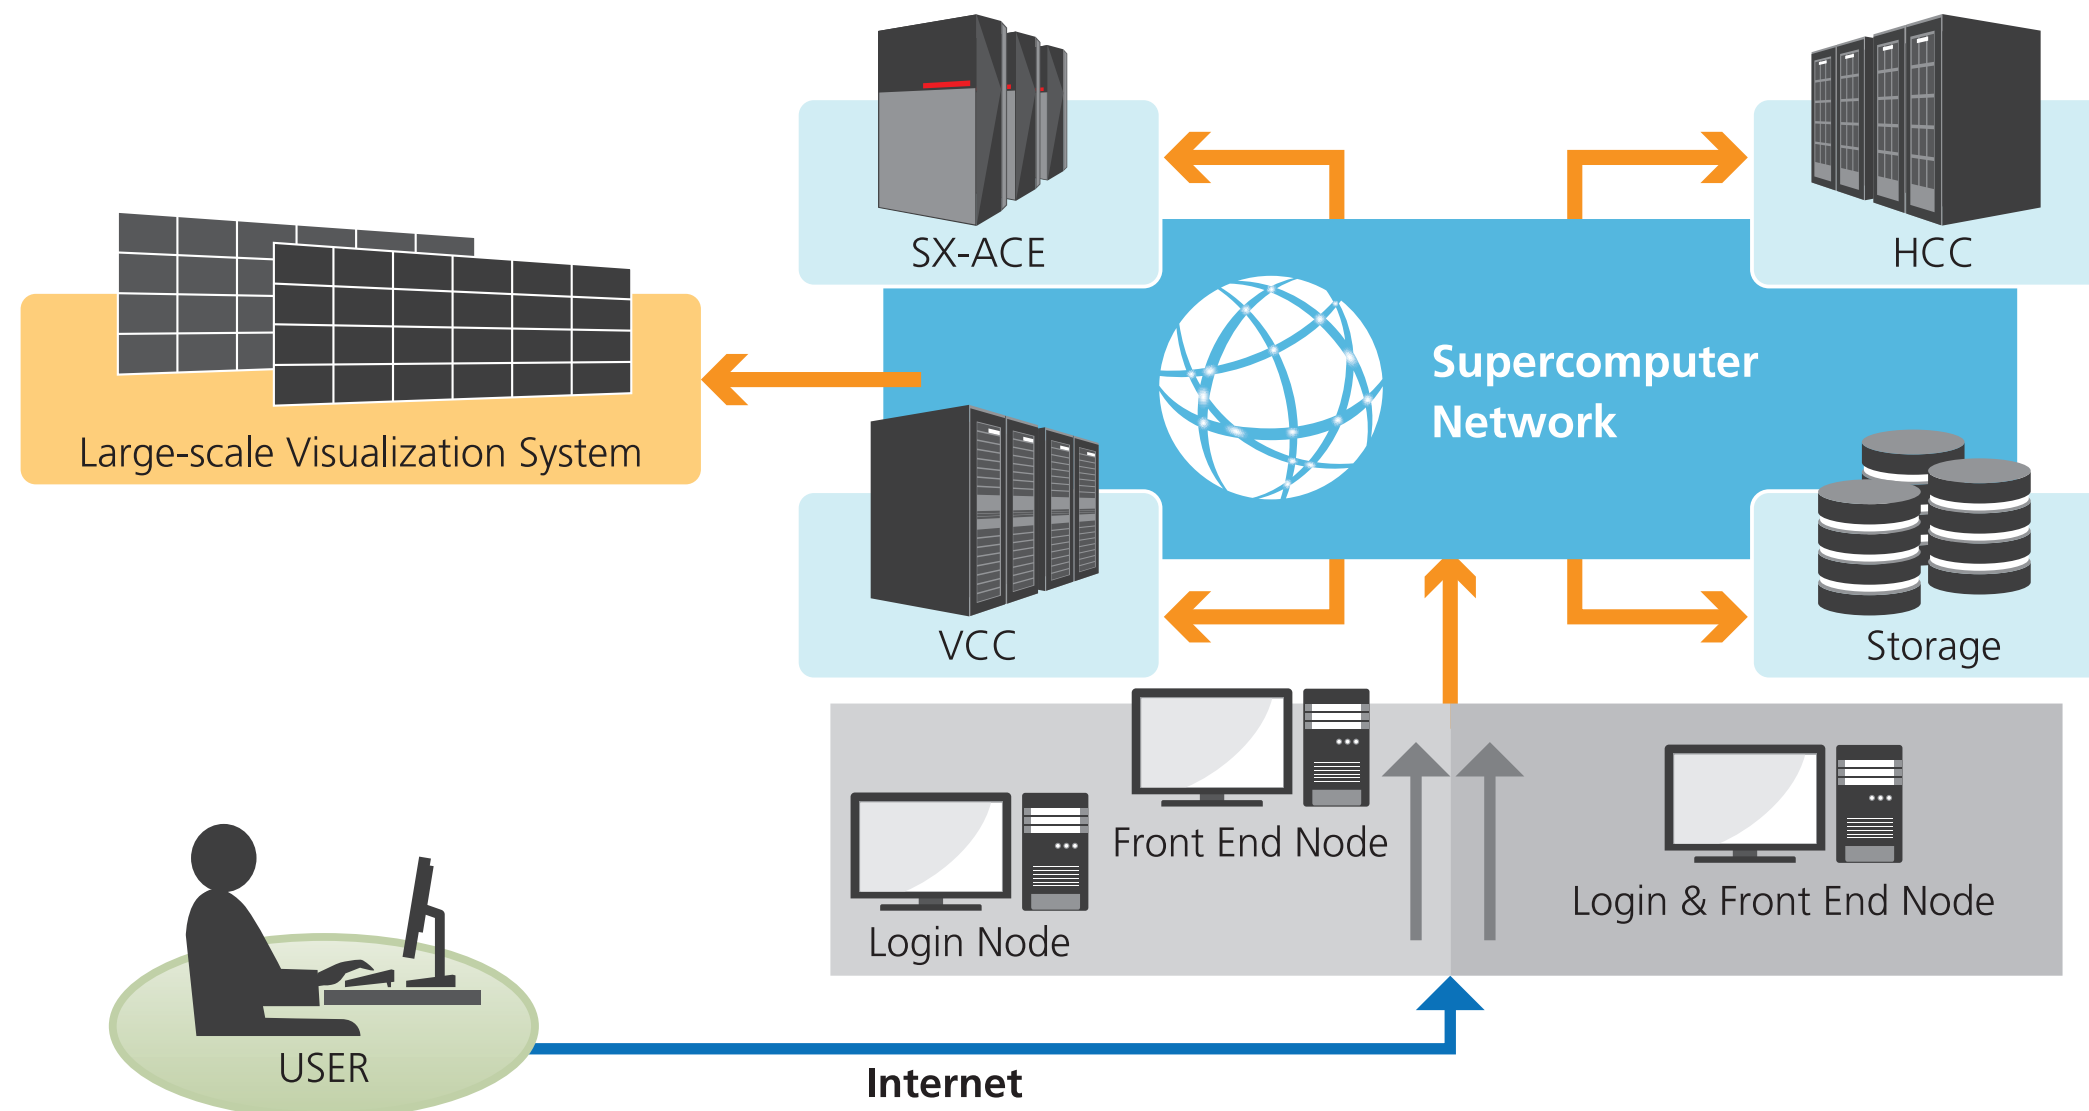 SX-ACE
HCC
Supercomputer
Network
Large-scale Visualization System
VCC
Storage
Front End Node
Login & Front End Node
Login Node
USER
Internet